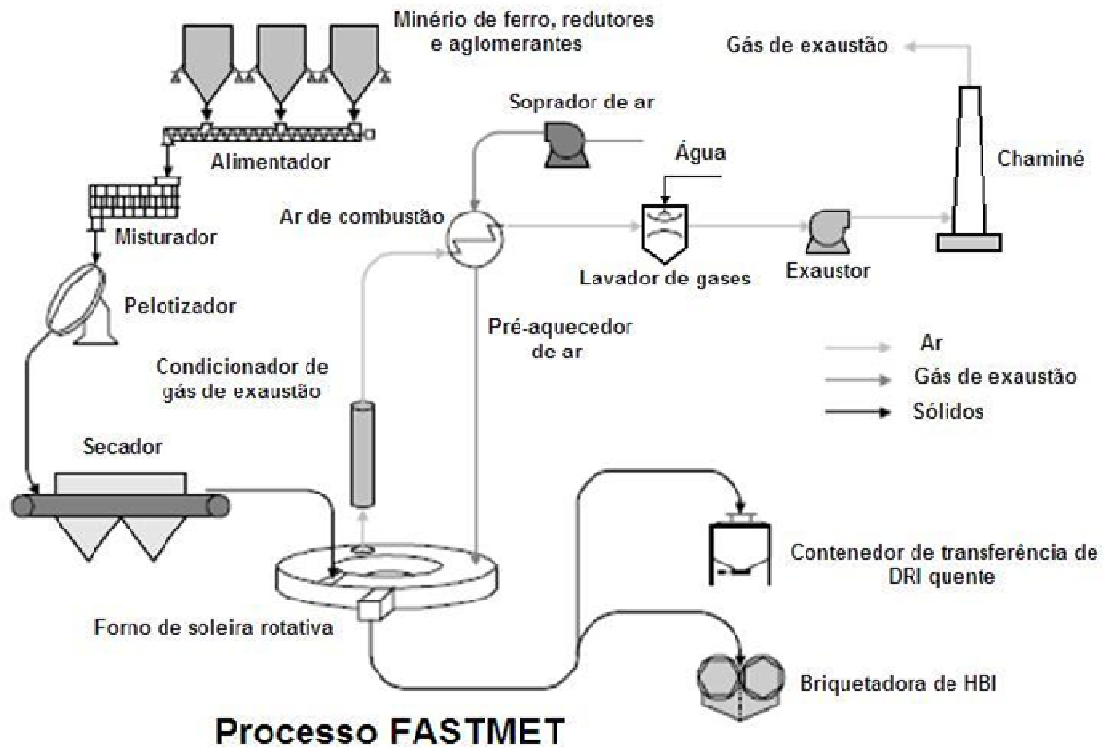 Minério de ferro, redutores
e aglomerantes
Gás de exaustão
Soprador de ar
Alimentador
Água
Chaminé
Ar de combustão
Misturador
Lavador de gases
Exaustor
Pelotizador
Pré-aquecedor
de ar
Condicionador de
gás de exaustão
Ar
Gás de exaustão
Sólidos
Secador
Contenedor de transferência de
DRI quente
Forno de soleira rotativa
Briquetadora de HBI
Processo FASTMET